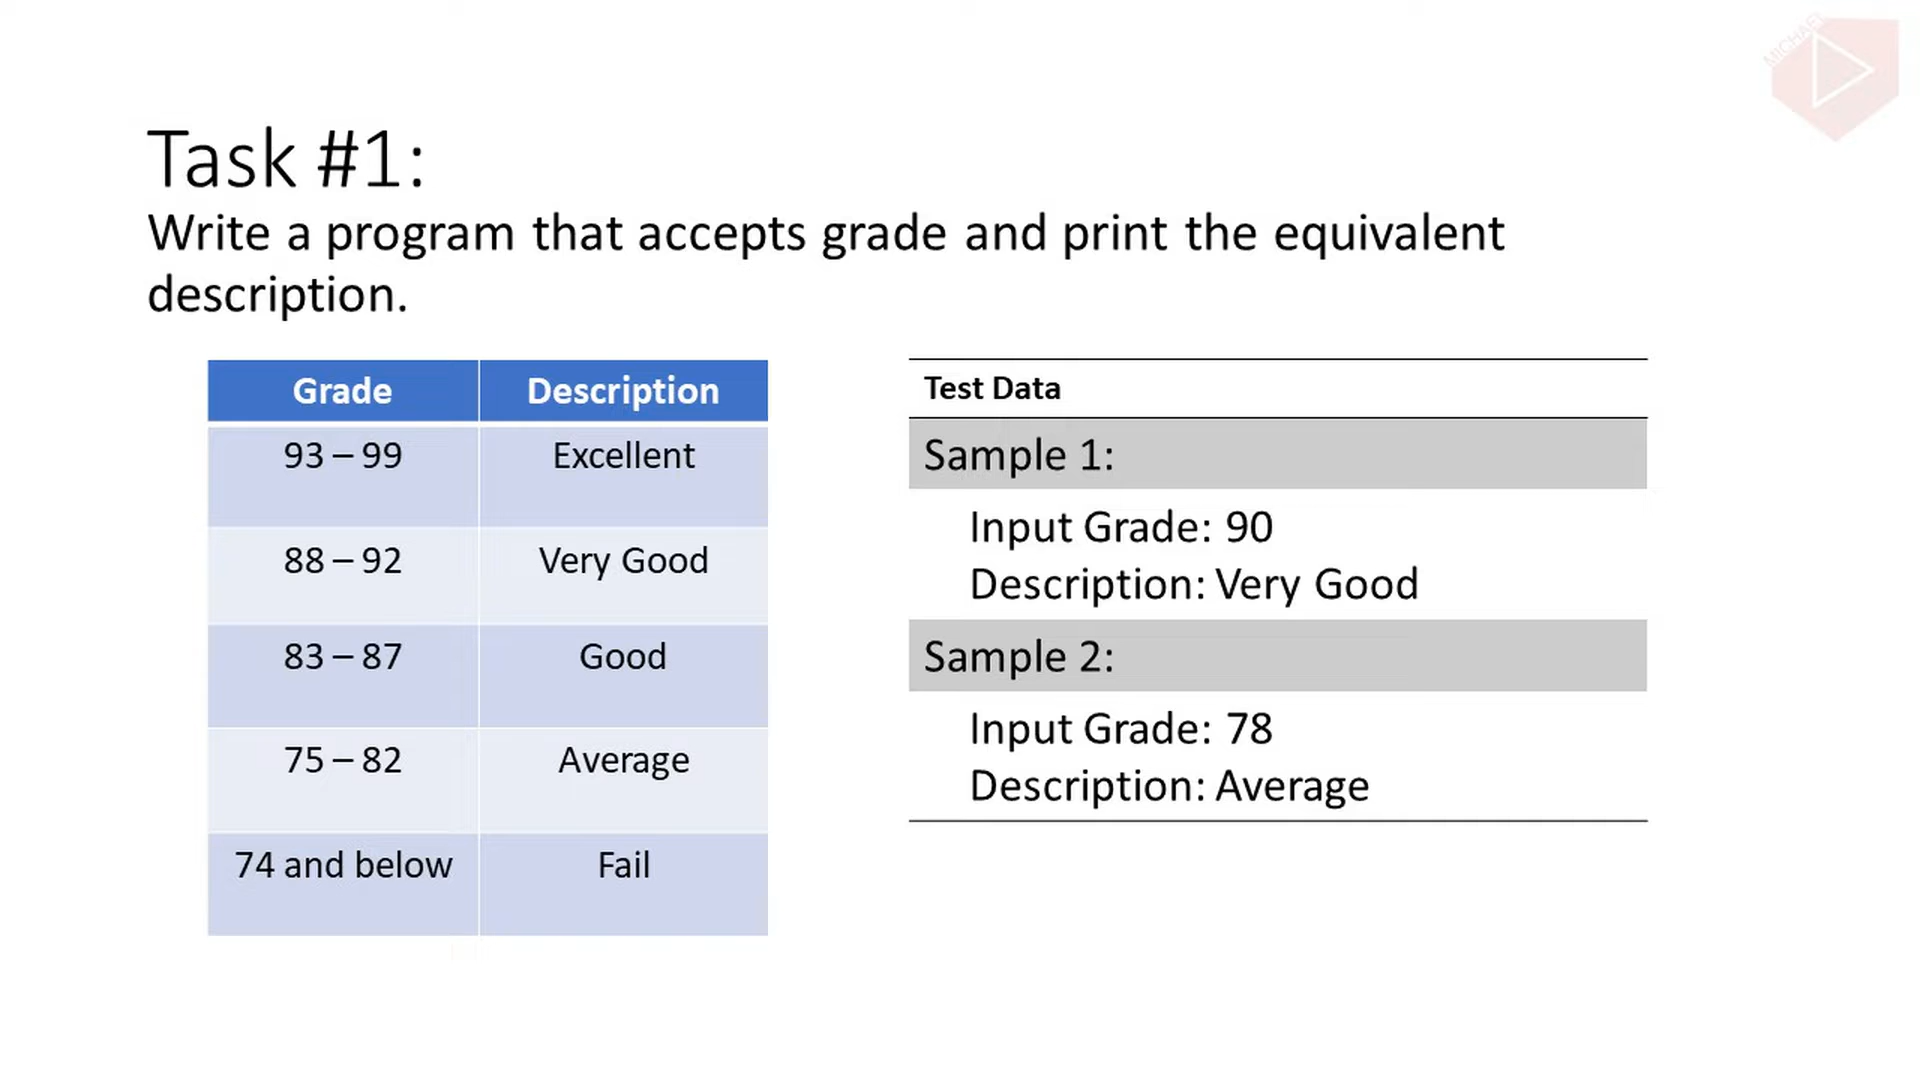 MICHAEL
Task #1:
Write a program that accepts grade and print the equivalent
description.
Grade Description
93 – 99 Excellent
88 – 92 Very Good
83 – 87 Good
75 – 82 Average
74 and below Fail
Test Data
Sample 1:
Input Grade: 90
Description: Very Good
Sample 2:
Input Grade: 78
Description: Average